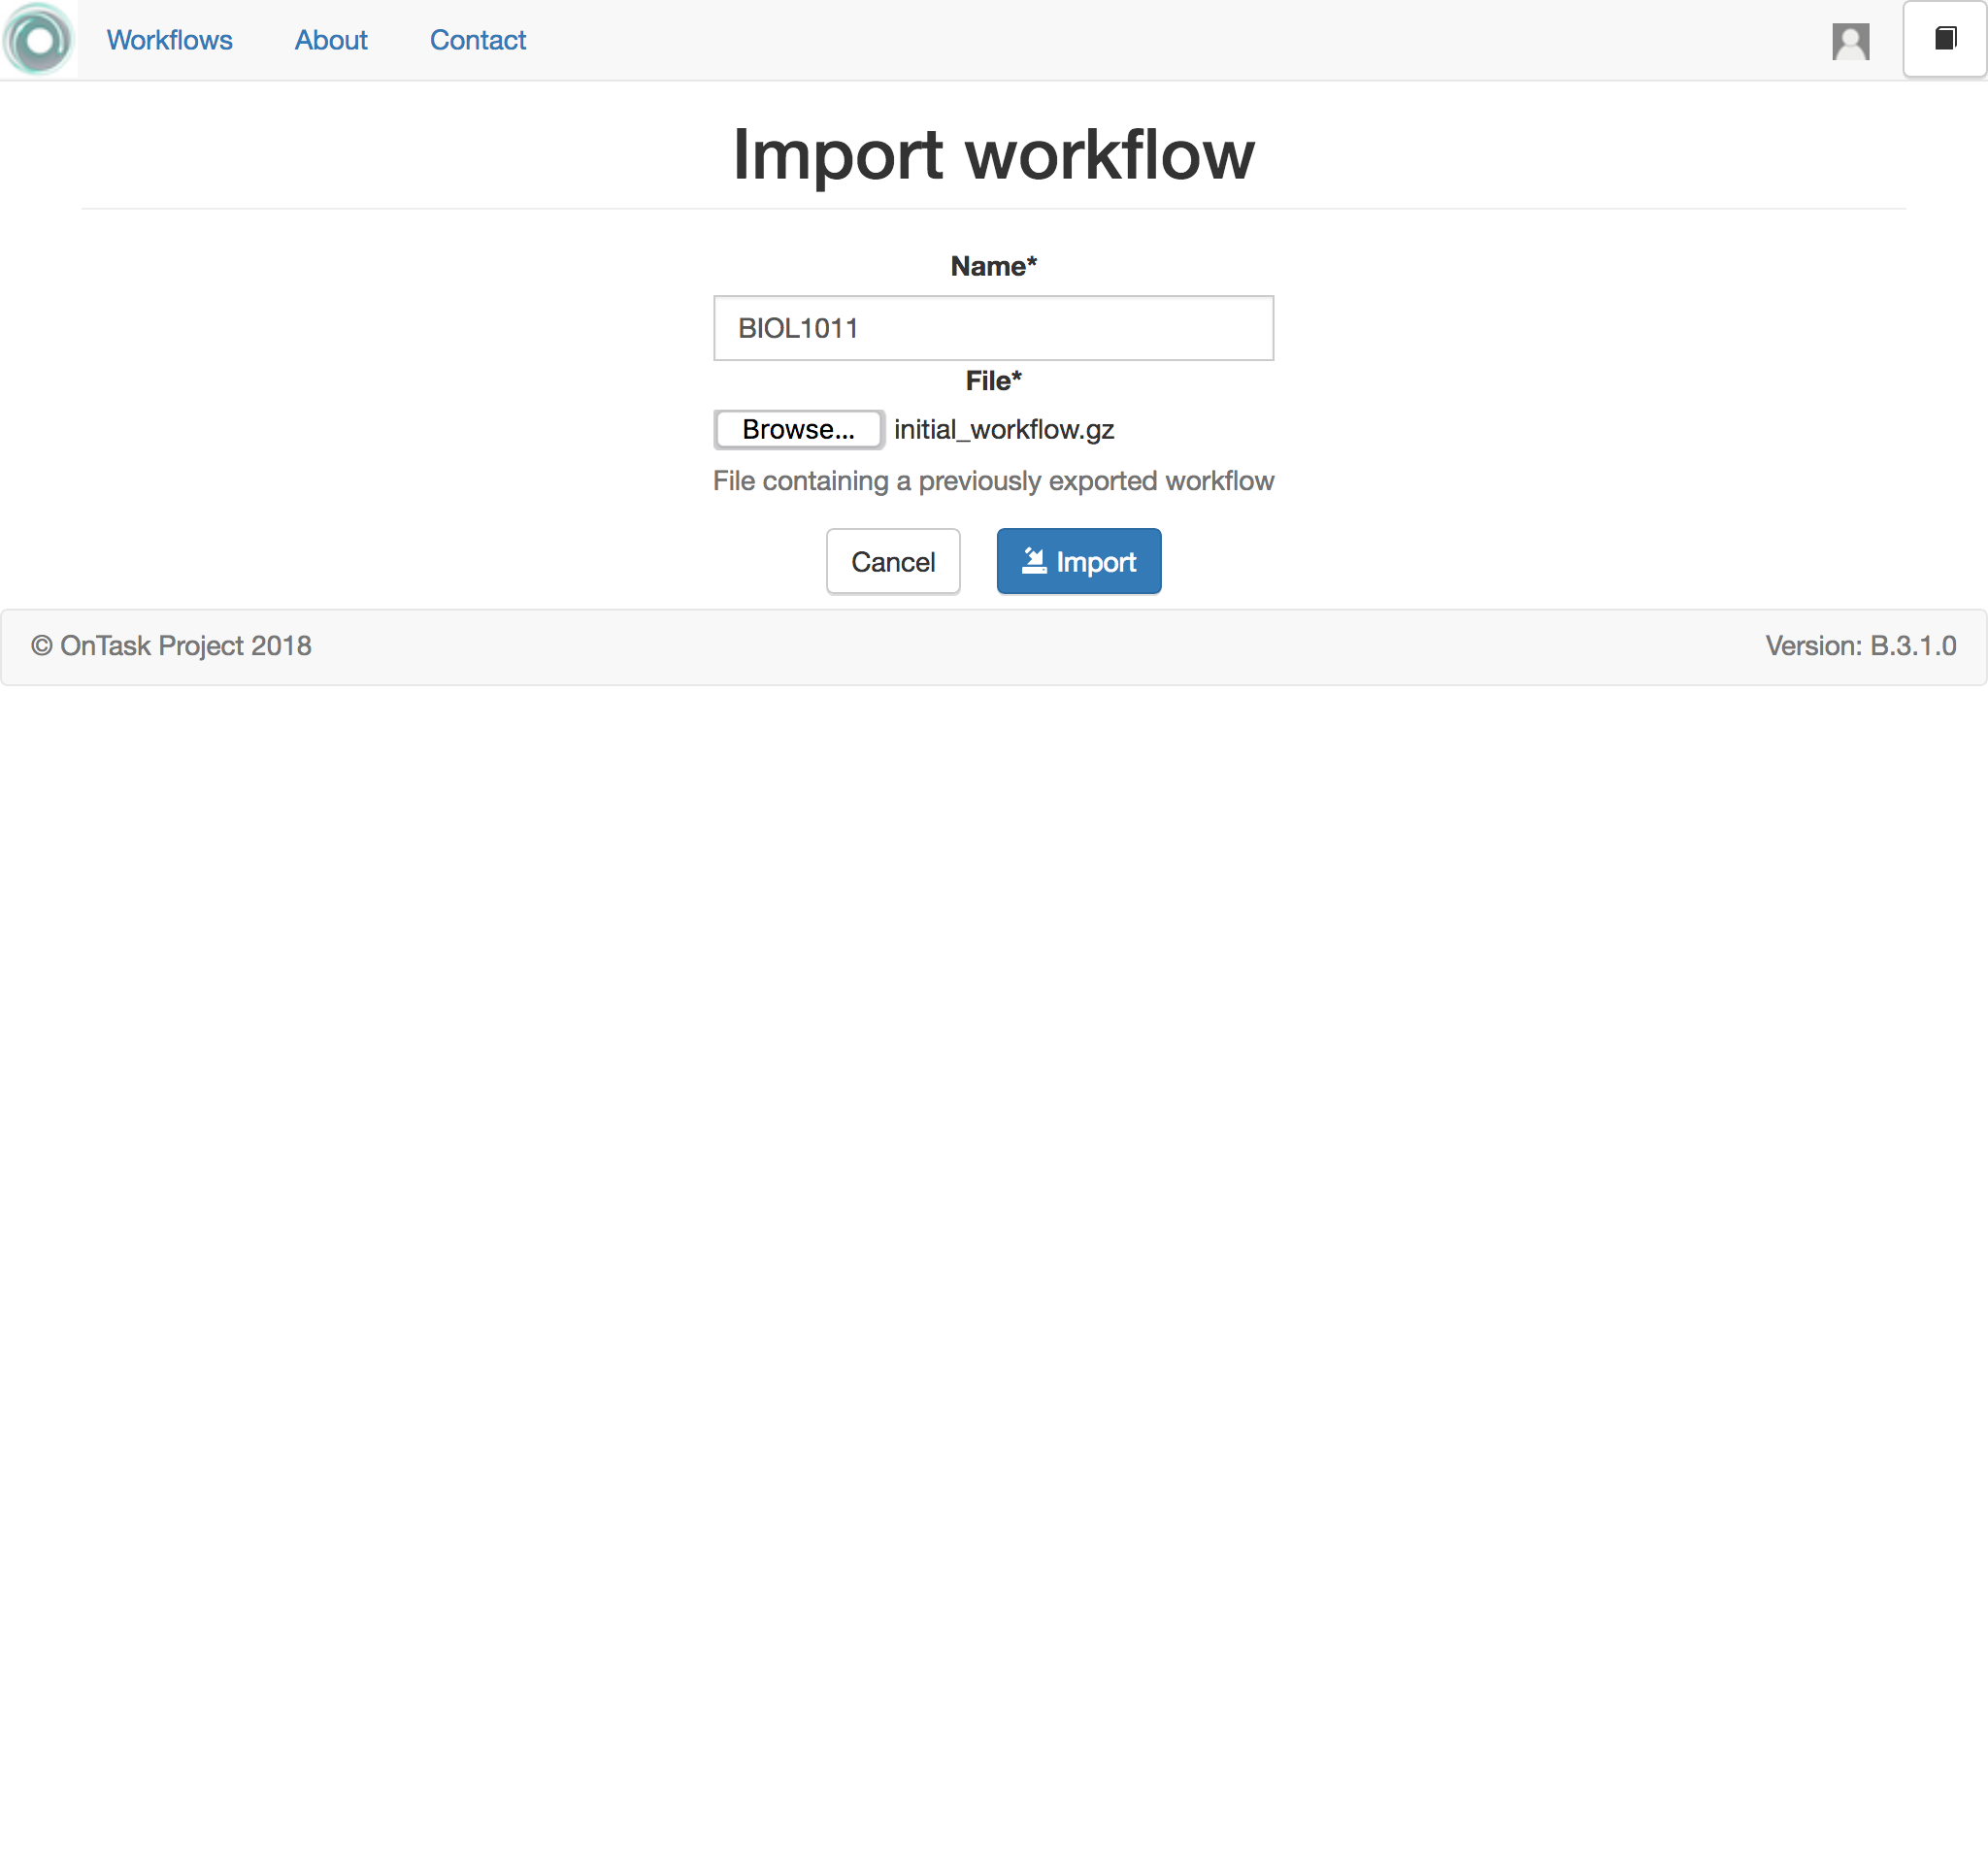 Workflows About Contact
Import workflow
Name*
BIOL1011
File*
Browse... initial_workflow.gz
File containing a previously exported workflow
Cancel Import
© OnTask Project 2018 Version: B.3.1.0